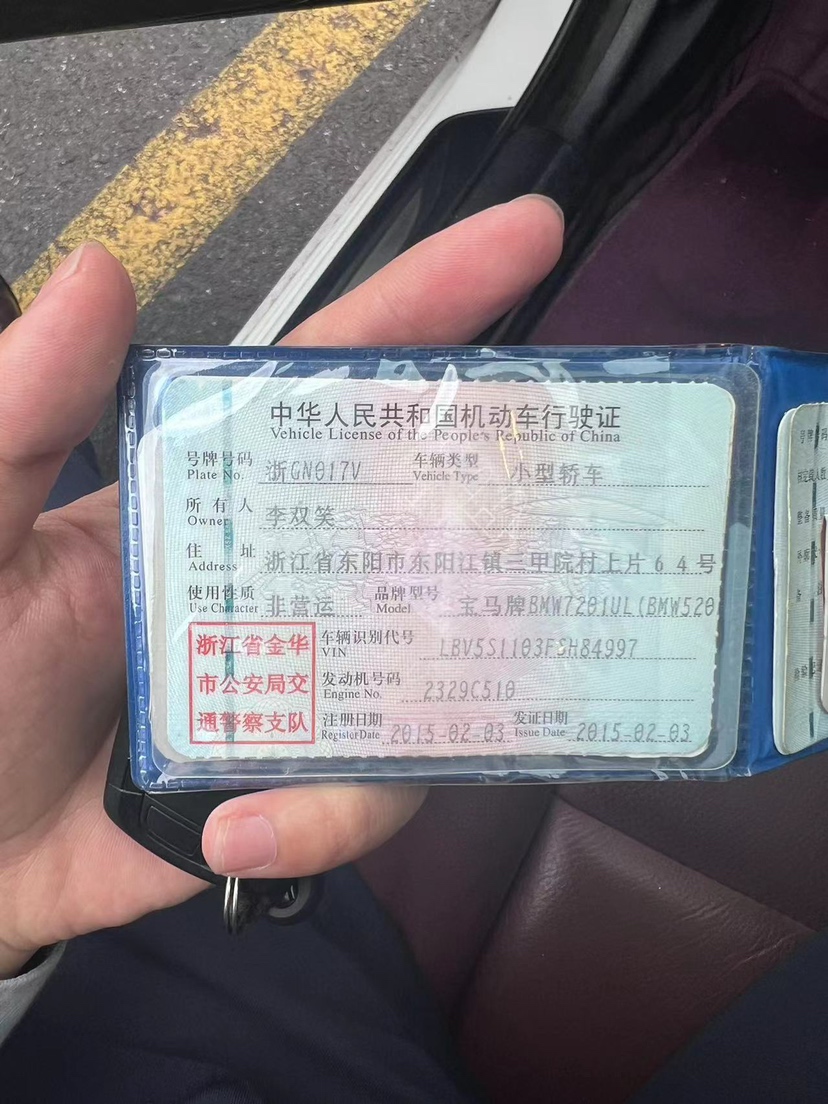 中华人民共和国机动车行驶证
Vehicle License of the People's Republic of China
号牌号码 Plate No. 浙GN017V 车辆类型 Vehicle Type 小型轿车
所有人 Owner 李双笑
住址 Address 浙江省东阳市东阳江镇三甲院村上片64号
使用性质 Use Character 非营运 品牌型号 Model 宝马牌BMW7201UL(BMW520
浙江省金华
市公安局交
通警察支队
车辆识别代号 VIN LBV5S1103FSH84997
发动机号码 Engine No. 2329C510
注册日期 Register Date 2015-02-03 发证日期 Issue Date 2015-02-03
号牌